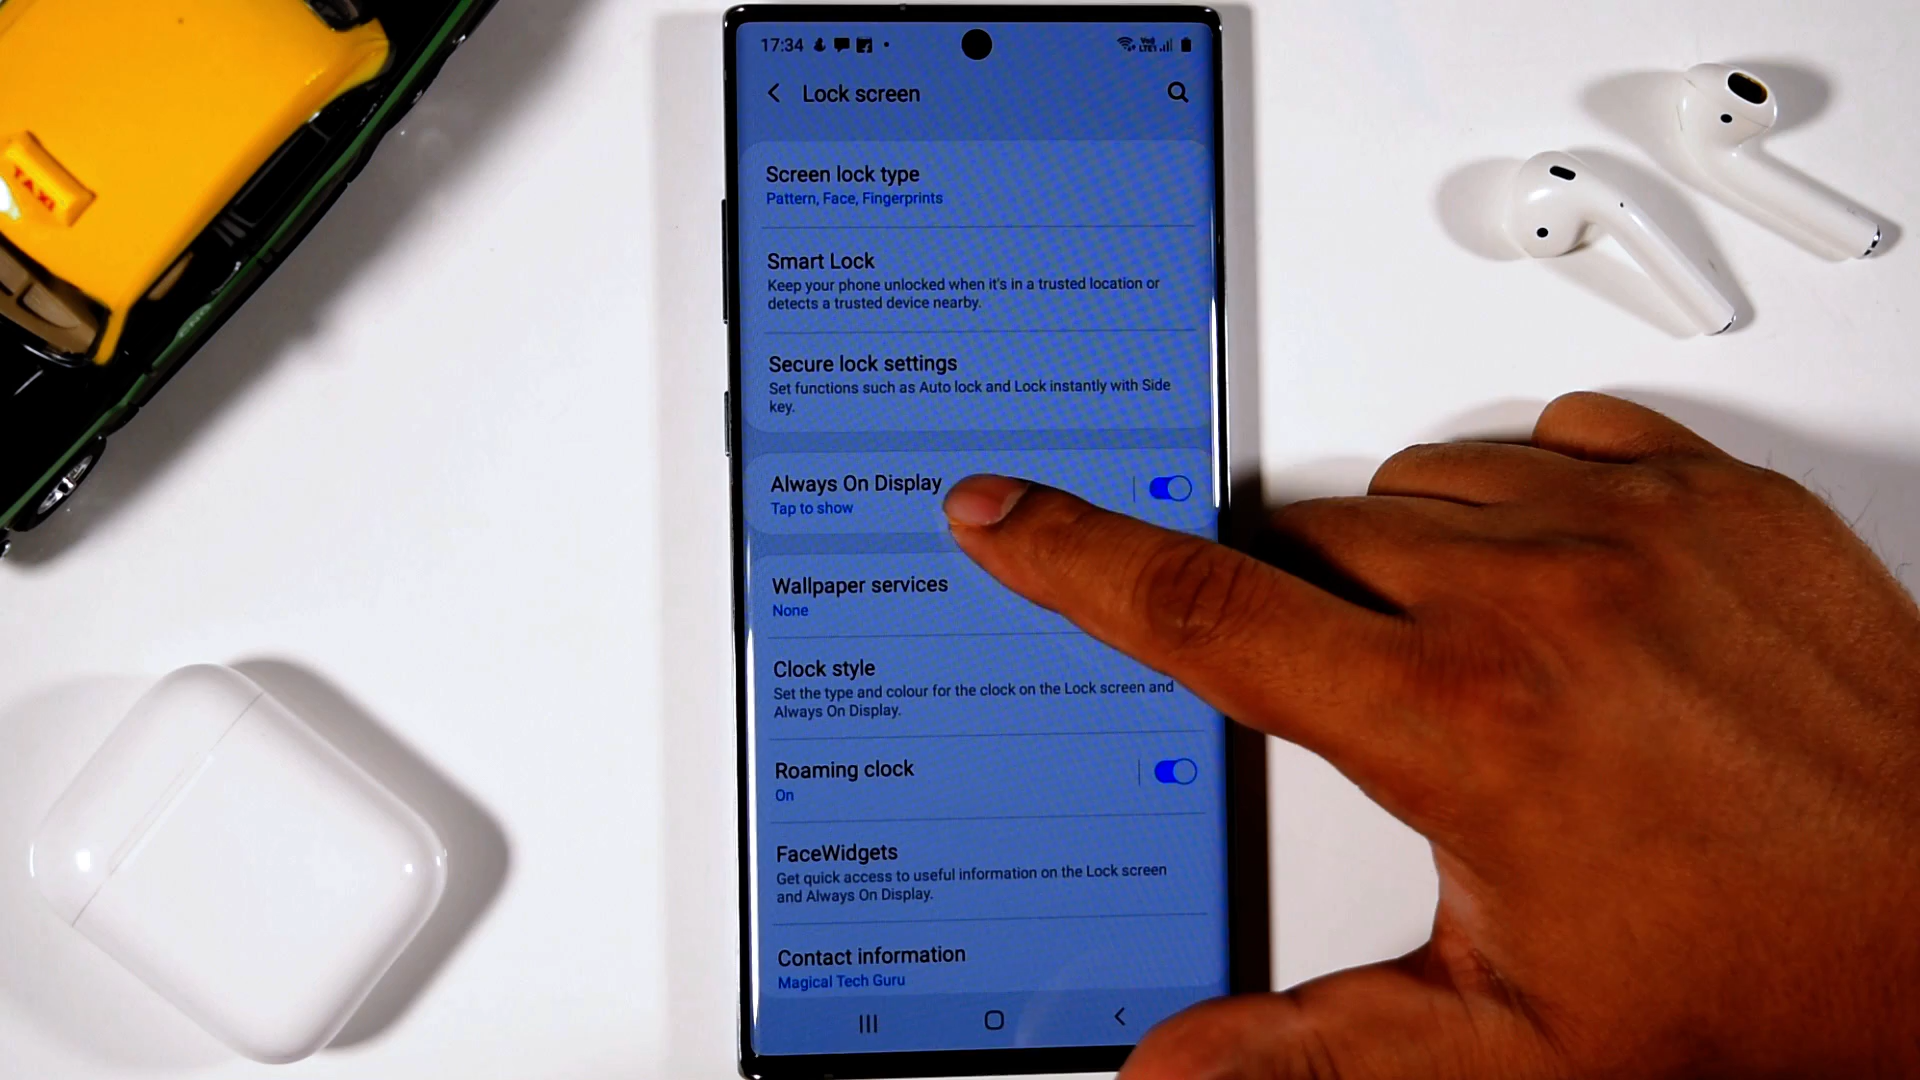 TAXI
17:34
Lock screen
Screen lock type
Pattern, Face, Fingerprints
Smart Lock
Keep your phone unlocked when it's in a trusted location or
detects a trusted device nearby.
Secure lock settings
Set functions such as Auto lock and Lock instantly with Side
key.
Always On Display
Tap to show
Wallpaper services
None
Clock style
Set the type and colour for the clock on the Lock screen and
Always On Display.
Roaming clock
On
FaceWidgets
Get quick access to useful information on the Lock screen
and Always On Display.
Contact information
Magical Tech Guru